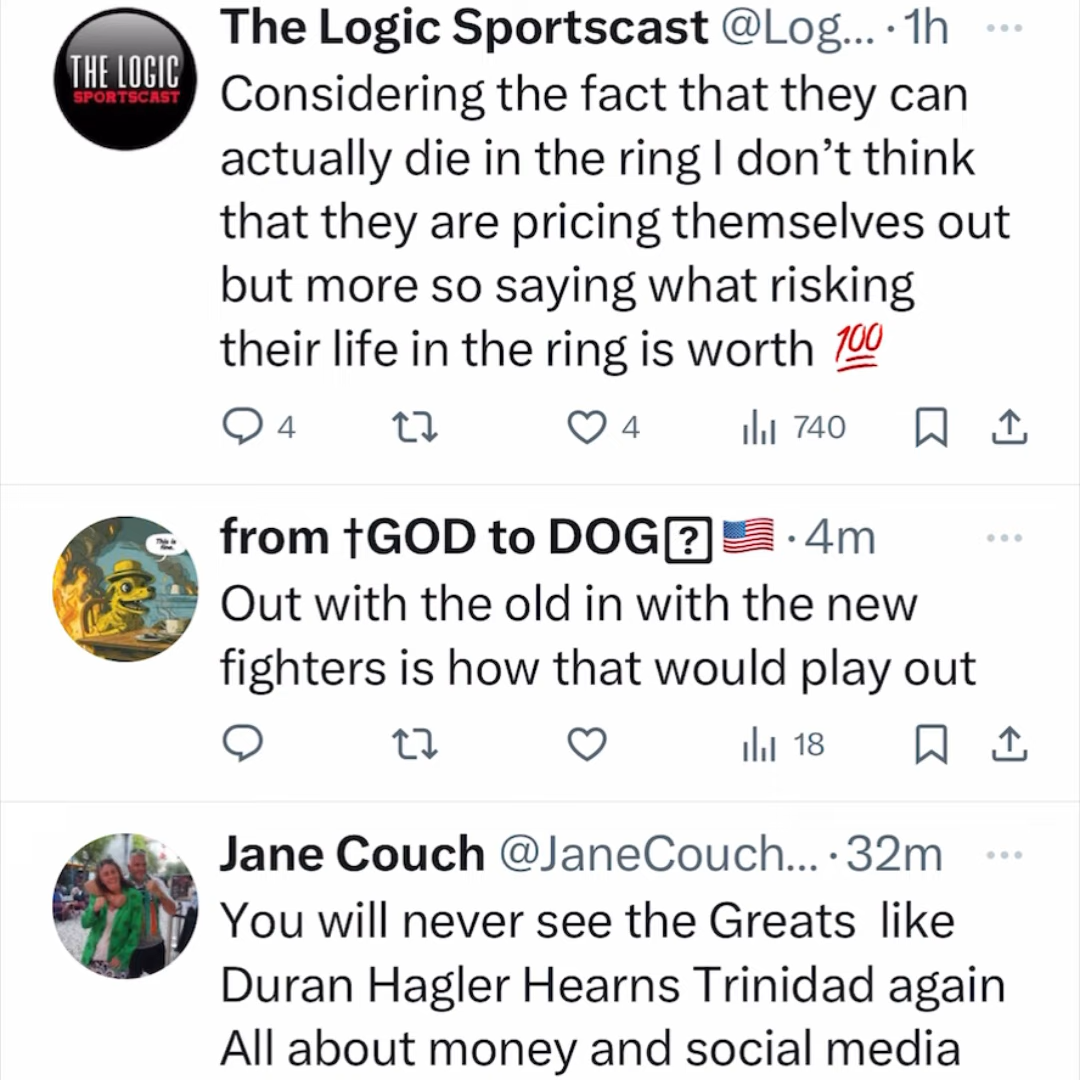 THE LOGIC
SPORTSCAST
The Logic Sportscast @Log... · 1h
Considering the fact that they can
actually die in the ring I don’t think
that they are pricing themselves out
but more so saying what risking
their life in the ring is worth 💯
4 4 740
This is
fine.
from †GOD to DOG⍰🇺🇸 · 4m
Out with the old in with the new
fighters is how that would play out
18
Jane Couch @JaneCouch... · 32m
You will never see the Greats  like
Duran Hagler Hearns Trinidad again
All about money and social media